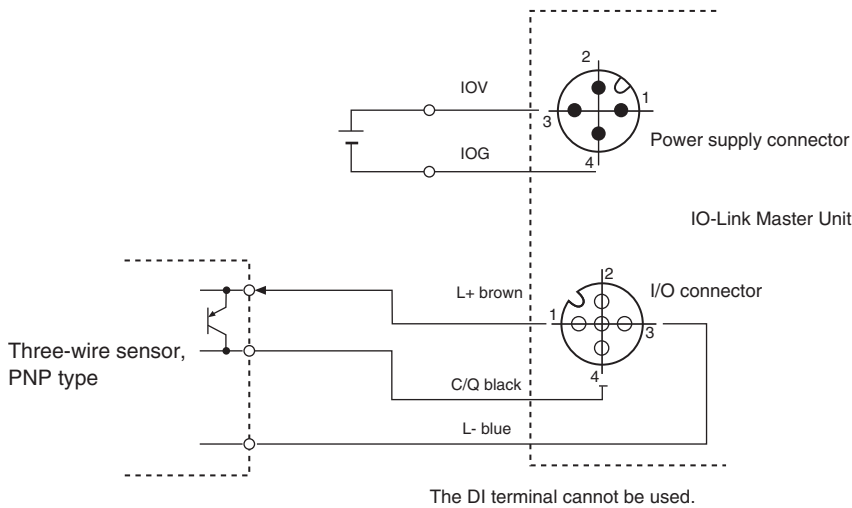 2
IOV
1
3
Power supply connector
IOG
4
IO-Link Master Unit
2
I/O connector
L+ brown
1
3
Three-wire sensor,
PNP type
4
C/Q black
L- blue
The DI terminal cannot be used.